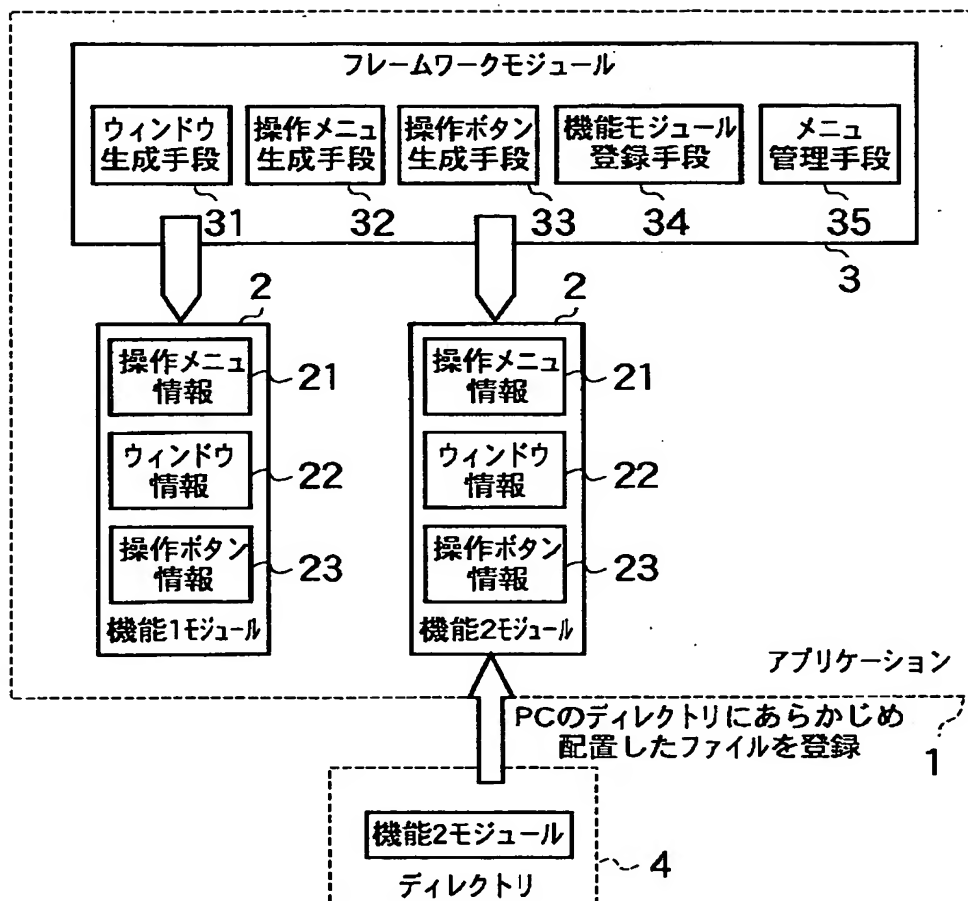 フレームワークモジュール
ウィンドウ
生成手段
操作メニュー
生成手段
操作ボタン
生成手段
機能モジュール
登録手段
メニュー
管理手段
31
32
33
34
35
3
2
2
操作メニュー
情報
21
ウィンドウ
情報
22
操作ボタン
情報
23
機能1モジュール
操作メニュー
情報
21
ウィンドウ
情報
22
操作ボタン
情報
23
機能2モジュール
アプリケーション
1
PCのディレクトリにあらかじめ
配置したファイルを登録
機能2モジュール
ディレクトリ
4